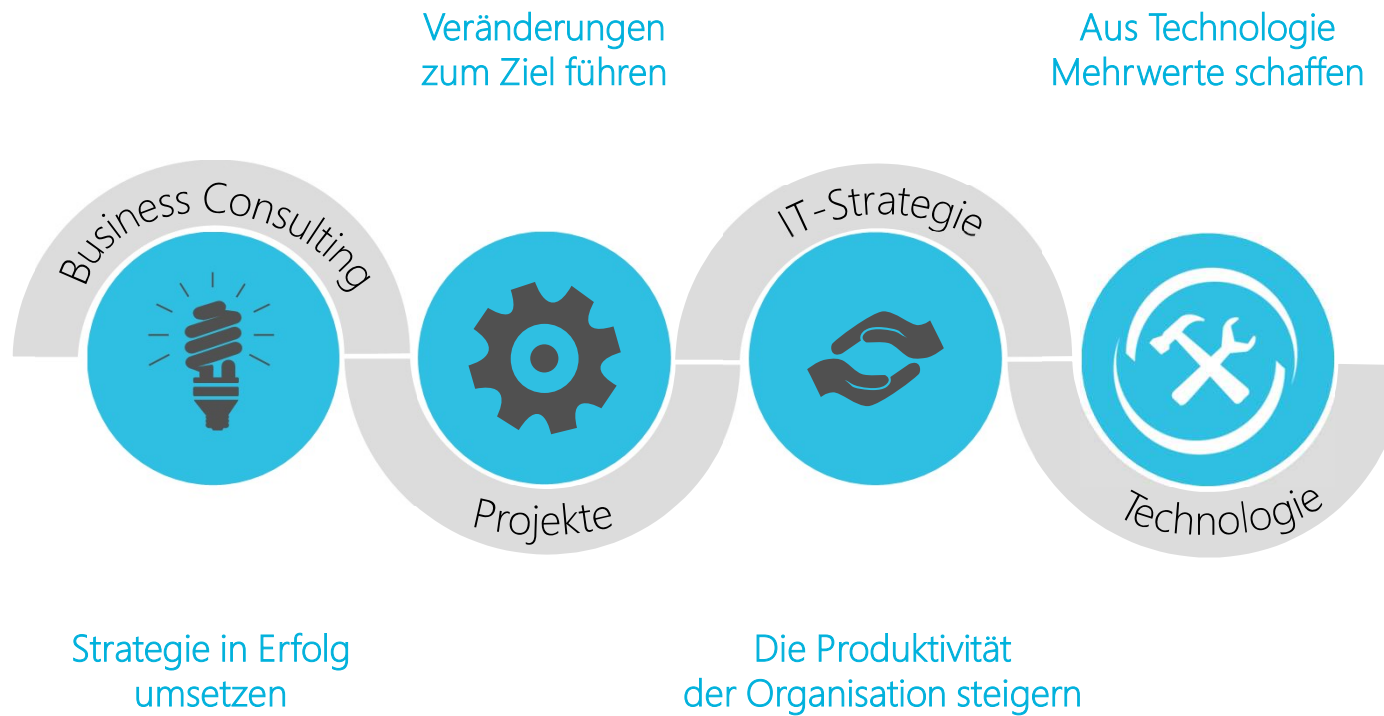 Veränderungen
zum Ziel führen
Aus Technologie
Mehrwerte schaffen
Business Consulting
IT-Strategie
Projekte
Technologie
Strategie in Erfolg
umsetzen
Die Produktivität
der Organisation steigern